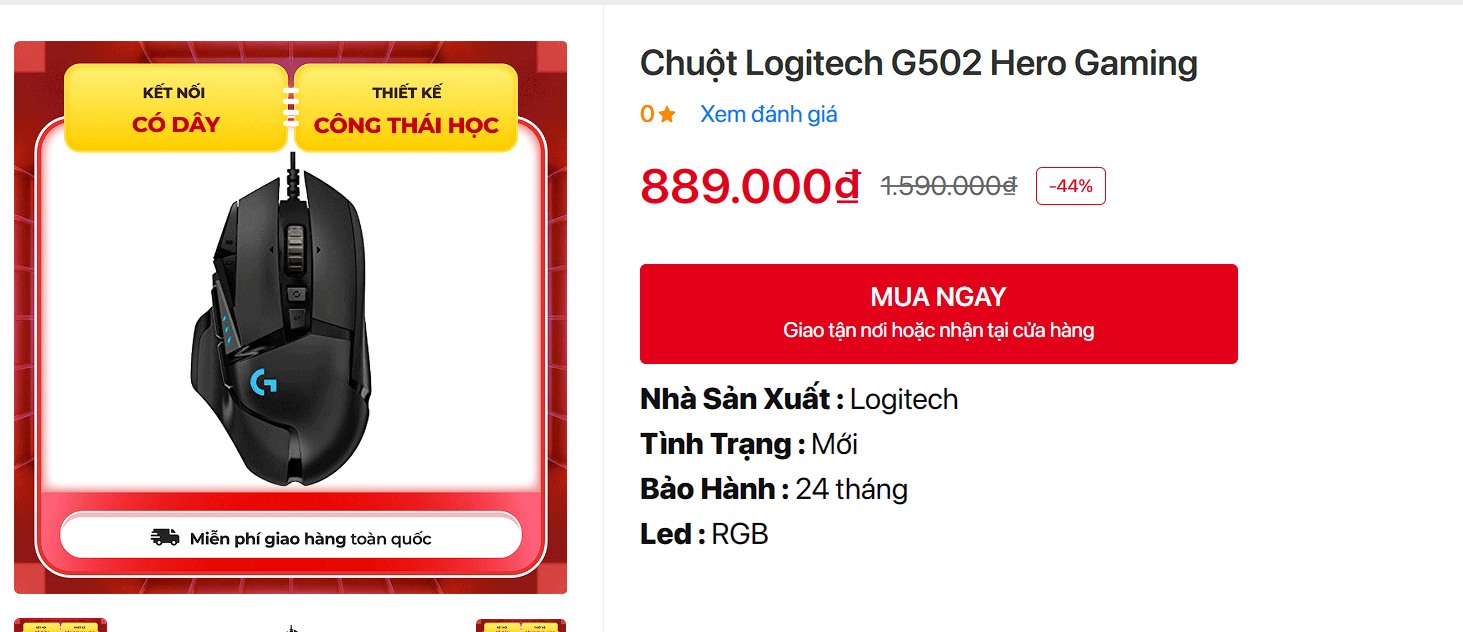 KẾT NỐI
CÓ DÂY
THIẾT KẾ
CÔNG THÁI HỌC
Miễn phí giao hàng toàn quốc
Chuột Logitech G502 Hero Gaming
0★ Xem đánh giá
889.000₫ 1.590.000₫ -44%
MUA NGAY
Giao tận nơi hoặc nhận tại cửa hàng
Nhà Sản Xuất : Logitech
Tình Trạng : Mới
Bảo Hành : 24 tháng
Led : RGB